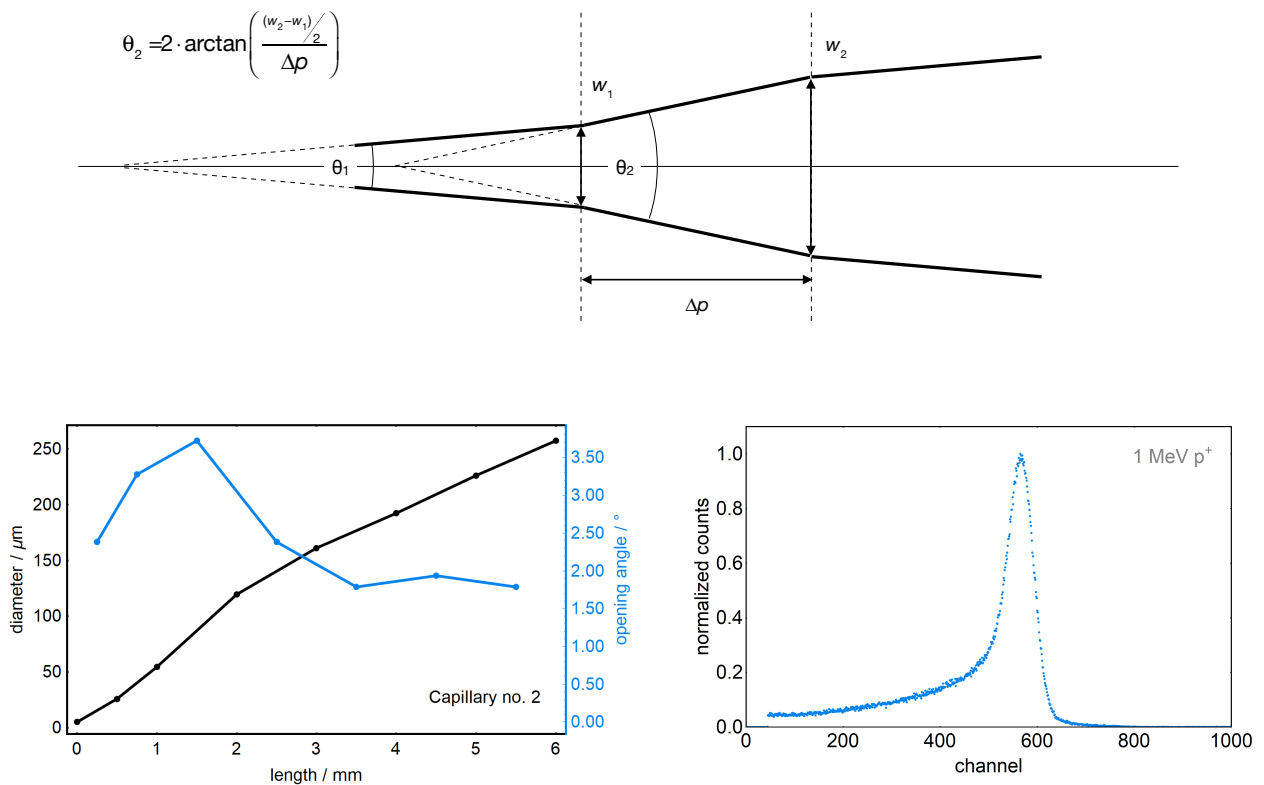 θ₂ =2·arctan(((w₂−w₁)/2)/Δp)
w₁
w₂
θ₁
θ₂
Δp
250
200
150
100
50
0
diameter / µm
0 1 2 3 4 5 6
length / mm
3.50
3.00
2.50
2.00
1.50
1.00
0.50
0.00
opening angle / °
Capillary no. 2
1.0
0.8
0.6
0.4
0.2
0.0
normalized counts
1 MeV p⁺
0 200 400 600 800 1000
channel